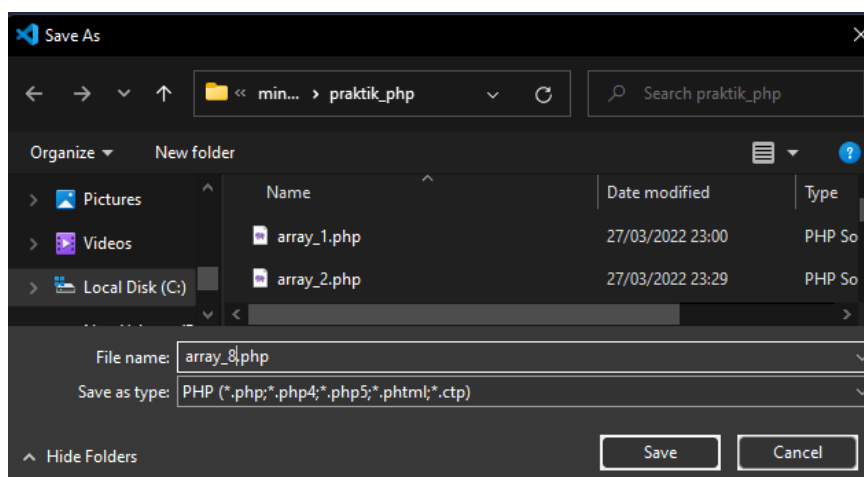 Save As
« min... › praktik_php
Search praktik_php
Organize
New folder
Name
Date modified
Type
Pictures
array_1.php
27/03/2022 23:00
PHP So
Videos
array_2.php
27/03/2022 23:29
PHP So
Local Disk (C:)
File name: array_8.php
Save as type: PHP (*.php;*.php4;*.php5;*.phtml;*.ctp)
Hide Folders
Save
Cancel